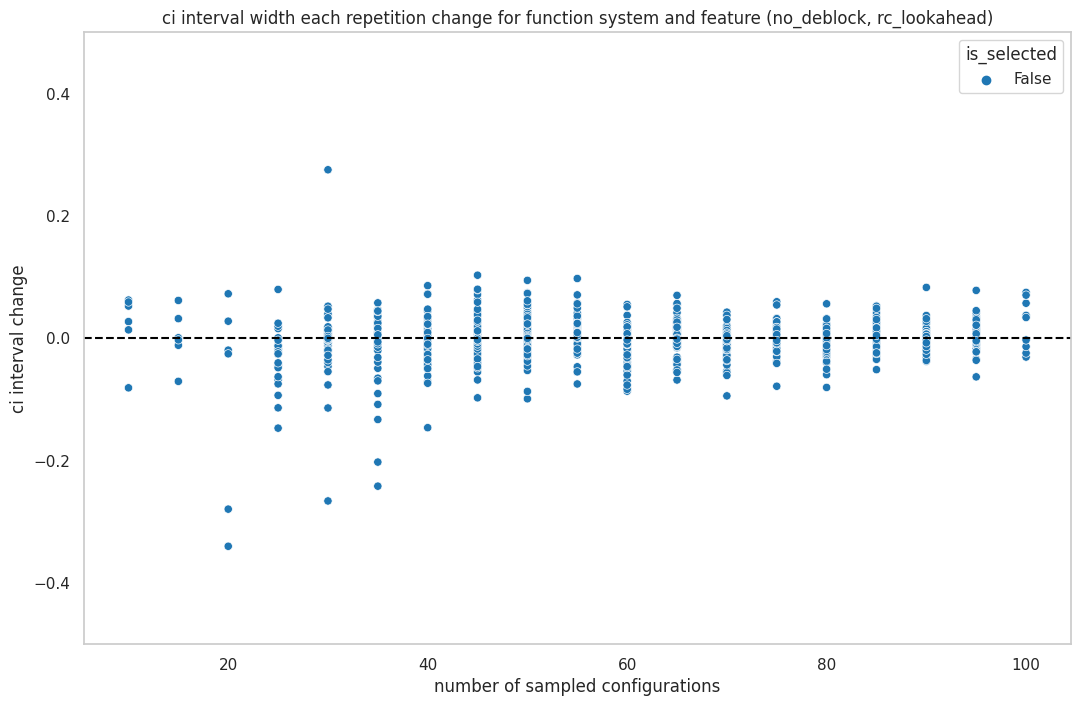 ci interval width each repetition change for function system and feature (no_deblock, rc_lookahead)
is_selected
False
ci interval change
0.4
0.2
0.0
−0.2
−0.4
20
40
60
80
100
number of sampled configurations